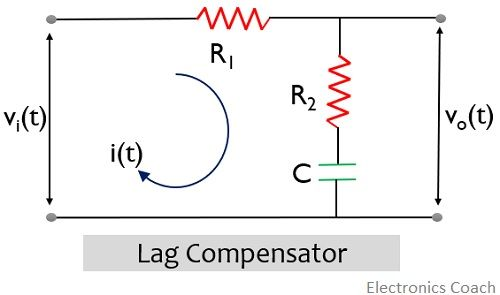 R₁
R₂
vᵢ(t)
vₒ(t)
i(t)
C
Lag Compensator
Electronics Coach